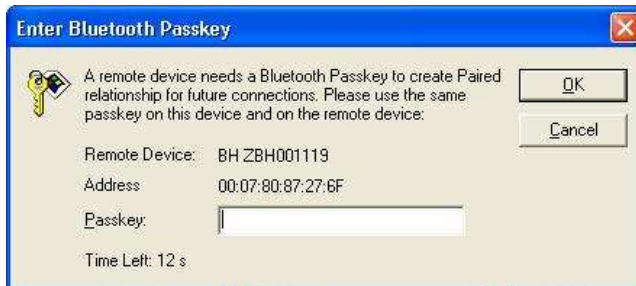 Enter Bluetooth Passkey
A remote device needs a Bluetooth Passkey to create Paired
relationship for future connections. Please use the same
passkey on this device and on the remote device:
OK
Cancel
Remote Device: BH ZBH001119
Address 00:07:80:87:27:6F
Passkey:
Time Left: 12 s